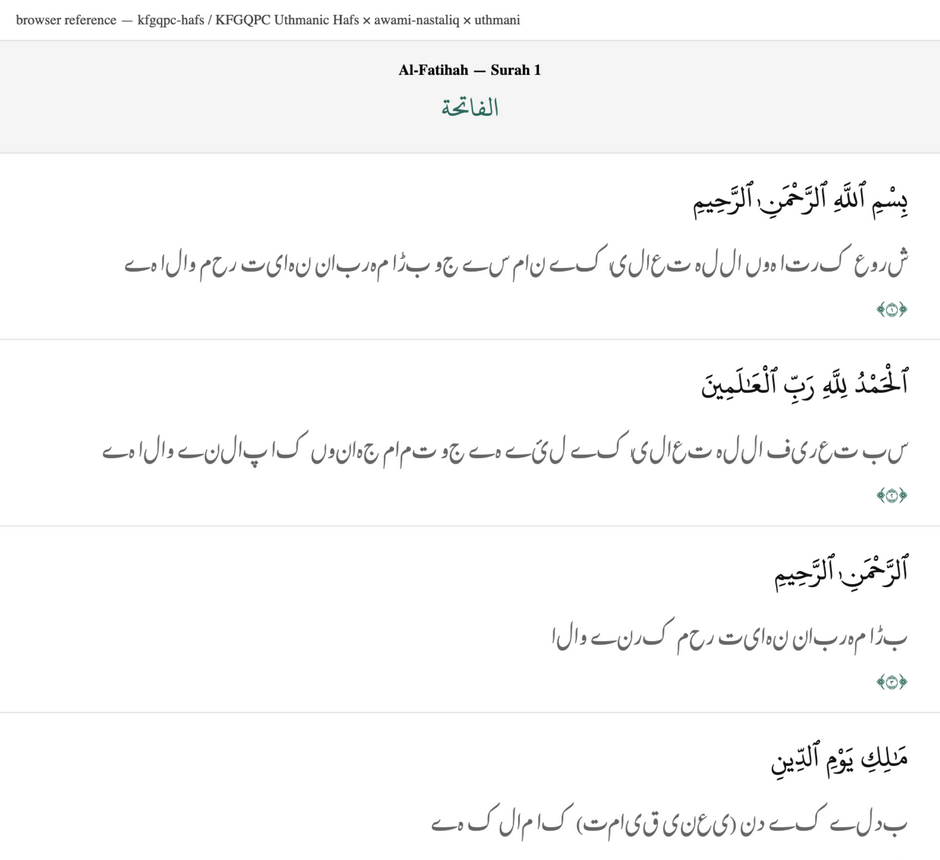 browser reference — kfgqpc-hafs / KFGQPC Uthmanic Hafs × awami-nastaliq × uthmani
Al-Fatihah — Surah 1
الفاتحة
بِسْمِ ٱللَّهِ ٱلرَّحْمَٰنِ ٱلرَّحِيمِ
شروع کرتا ہوں اللہ تعالیٰ کے نام سے جو بڑا مہربان نہایت رحم والا ہے
﴿١﴾
ٱلْحَمْدُ لِلَّهِ رَبِّ ٱلْعَٰلَمِينَ
سب تعریف اللہ تعالیٰ کے لئے ہے جو تمام جہانوں کا پالنے والا ہے
﴿٢﴾
ٱلرَّحْمَٰنِ ٱلرَّحِيمِ
بڑا مہربان نہایت رحم کرنے والا
﴿٣﴾
مَٰلِكِ يَوْمِ ٱلدِّينِ
بدلے کے دن (یعنی قیامت) کا مالک ہے